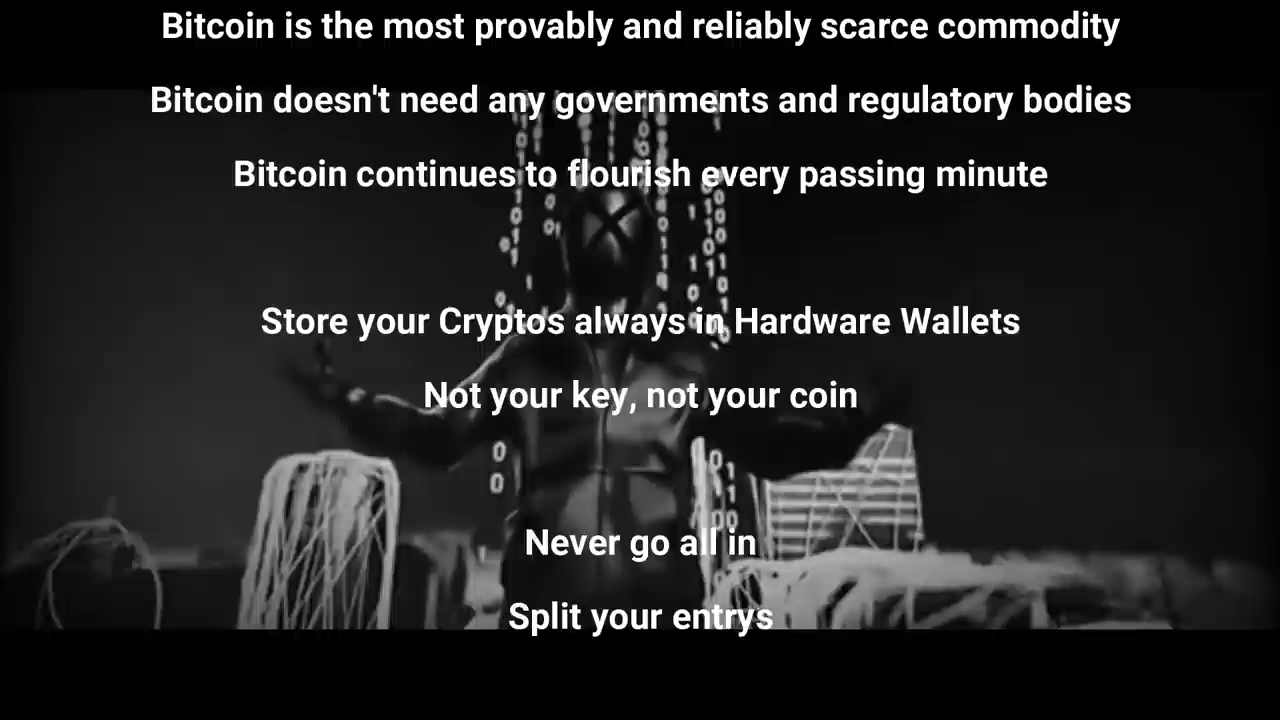 Bitcoin is the most provably and reliably scarce commodity
Bitcoin doesn't need any governments and regulatory bodies
Bitcoin continues to flourish every passing minute
Store your Cryptos always in Hardware Wallets
Not your key, not your coin
Never go all in
Split your entrys